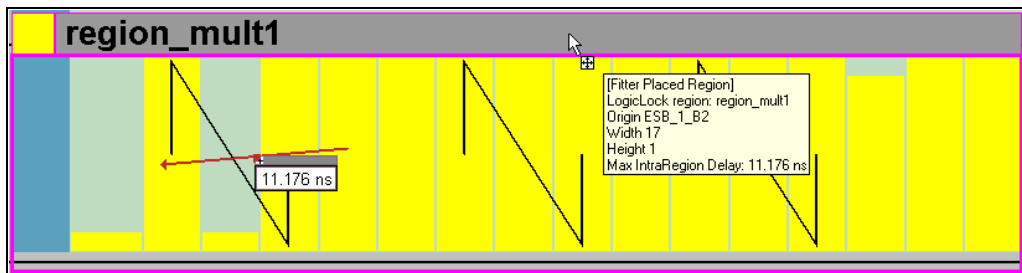 region_mult1
[Fitter Placed Region]
LogicLock region: region_mult1
Origin ESB_1_B2
Width 17
Height 1
Max IntraRegion Delay: 11.176 ns
11.176 ns